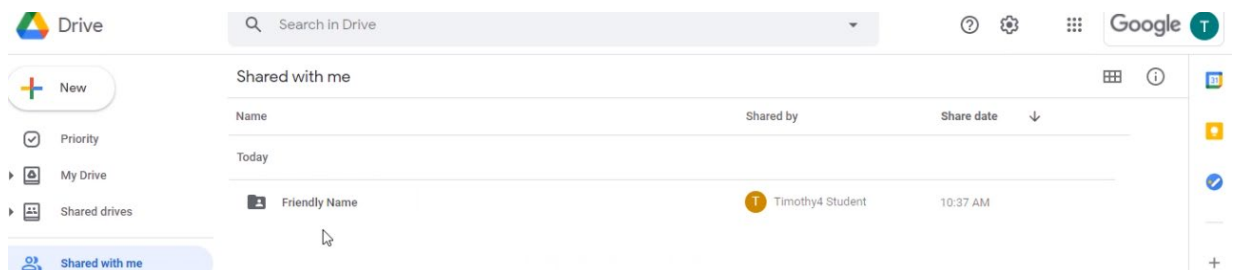 Drive
Search in Drive
Google T
New
Shared with me
Name Shared by Share date
Priority
Today
My Drive
Friendly Name T Timothy4 Student 10:37 AM
Shared drives
Shared with me
31